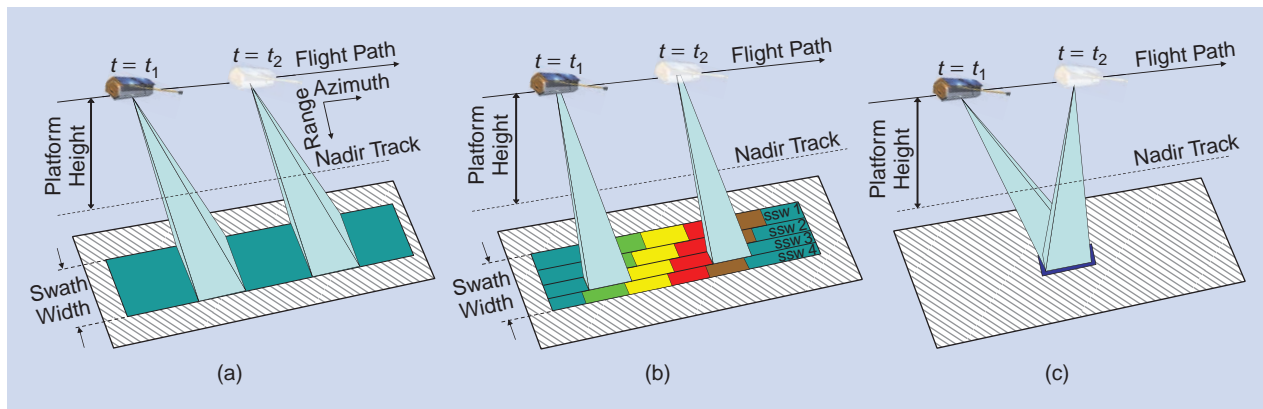 t = t1
t = t2
Flight Path
Azimuth
Range
Platform
Height
Nadir Track
Swath
Width
(a)
t = t1
t = t2
Flight Path
Platform
Height
Nadir Track
ssw 1
ssw 2
ssw 3
ssw 4
Swath
Width
(b)
t = t1
t = t2
Flight Path
Platform
Height
Nadir Track
(c)